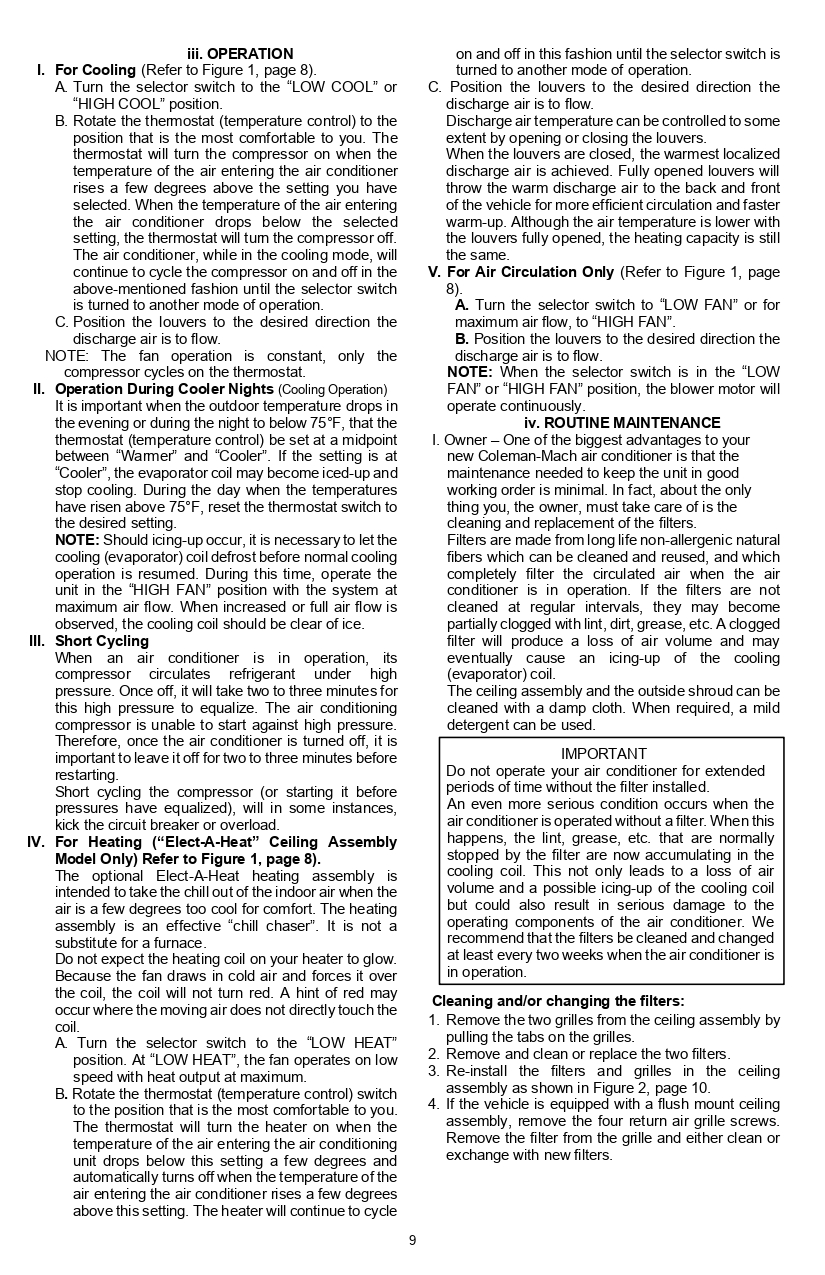 iii. OPERATION
I. For Cooling (Refer to Figure 1, page 8).
A. Turn the selector switch to the “LOW COOL” or
“HIGH COOL” position.
B. Rotate the thermostat (temperature control) to the
position that is the most comfortable to you. The
thermostat will turn the compressor on when the
temperature of the air entering the air conditioner
rises a few degrees above the setting you have
selected. When the temperature of the air entering
the air conditioner drops below the selected
setting, the thermostat will turn the compressor off.
The air conditioner, while in the cooling mode, will
continue to cycle the compressor on and off in the
above-mentioned fashion until the selector switch
is turned to another mode of operation.
C. Position the louvers to the desired direction the
discharge air is to flow.
NOTE: The fan operation is constant, only the
compressor cycles on the thermostat.
II. Operation During Cooler Nights (Cooling Operation)
It is important when the outdoor temperature drops in
the evening or during the night to below 75°F, that the
thermostat (temperature control) be set at a midpoint
between “Warmer” and “Cooler”. If the setting is at
“Cooler”, the evaporator coil may become iced-up and
stop cooling. During the day when the temperatures
have risen above 75°F, reset the thermostat switch to
the desired setting.
NOTE: Should icing-up occur, it is necessary to let the
cooling (evaporator) coil defrost before normal cooling
operation is resumed. During this time, operate the
unit in the “HIGH FAN” position with the system at
maximum air flow. When increased or full air flow is
observed, the cooling coil should be clear of ice.
III. Short Cycling
When an air conditioner is in operation, its
compressor circulates refrigerant under high
pressure. Once off, it will take two to three minutes for
this high pressure to equalize. The air conditioning
compressor is unable to start against high pressure.
Therefore, once the air conditioner is turned off, it is
important to leave it off for two to three minutes before
restarting.
Short cycling the compressor (or starting it before
pressures have equalized), will in some instances,
kick the circuit breaker or overload.
IV. For Heating (“Elect-A-Heat” Ceiling Assembly
Model Only) Refer to Figure 1, page 8).
The optional Elect-A-Heat heating assembly is
intended to take the chill out of the indoor air when the
air is a few degrees too cool for comfort. The heating
assembly is an effective “chill chaser”. It is not a
substitute for a furnace.
Do not expect the heating coil on your heater to glow.
Because the fan draws in cold air and forces it over
the coil, the coil will not turn red. A hint of red may
occur where the moving air does not directly touch the
coil.
A. Turn the selector switch to the “LOW HEAT”
position. At “LOW HEAT”, the fan operates on low
speed with heat output at maximum.
B. Rotate the thermostat (temperature control) switch
to the position that is the most comfortable to you.
The thermostat will turn the heater on when the
temperature of the air entering the air conditioning
unit drops below this setting a few degrees and
automatically turns off when the temperature of the
air entering the air conditioner rises a few degrees
above this setting. The heater will continue to cycle
on and off in this fashion until the selector switch is
turned to another mode of operation.
C. Position the louvers to the desired direction the
discharge air is to flow.
Discharge air temperature can be controlled to some
extent by opening or closing the louvers.
When the louvers are closed, the warmest localized
discharge air is achieved. Fully opened louvers will
throw the warm discharge air to the back and front
of the vehicle for more efficient circulation and faster
warm-up. Although the air temperature is lower with
the louvers fully opened, the heating capacity is still
the same.
V. For Air Circulation Only (Refer to Figure 1, page
8).
A. Turn the selector switch to “LOW FAN” or for
maximum air flow, to “HIGH FAN”.
B. Position the louvers to the desired direction the
discharge air is to flow.
NOTE: When the selector switch is in the “LOW
FAN” or “HIGH FAN” position, the blower motor will
operate continuously.
iv. ROUTINE MAINTENANCE
I. Owner – One of the biggest advantages to your
new Coleman-Mach air conditioner is that the
maintenance needed to keep the unit in good
working order is minimal. In fact, about the only
thing you, the owner, must take care of is the
cleaning and replacement of the filters.
Filters are made from long life non-allergenic natural
fibers which can be cleaned and reused, and which
completely filter the circulated air when the air
conditioner is in operation. If the filters are not
cleaned at regular intervals, they may become
partially clogged with lint, dirt, grease, etc. A clogged
filter will produce a loss of air volume and may
eventually cause an icing-up of the cooling
(evaporator) coil.
The ceiling assembly and the outside shroud can be
cleaned with a damp cloth. When required, a mild
detergent can be used.
IMPORTANT
Do not operate your air conditioner for extended
periods of time without the filter installed.
An even more serious condition occurs when the
air conditioner is operated without a filter. When this
happens, the lint, grease, etc. that are normally
stopped by the filter are now accumulating in the
cooling coil. This not only leads to a loss of air
volume and a possible icing-up of the cooling coil
but could also result in serious damage to the
operating components of the air conditioner. We
recommend that the filters be cleaned and changed
at least every two weeks when the air conditioner is
in operation.
Cleaning and/or changing the filters:
1. Remove the two grilles from the ceiling assembly by
pulling the tabs on the grilles.
2. Remove and clean or replace the two filters.
3. Re-install the filters and grilles in the ceiling
assembly as shown in Figure 2, page 10.
4. If the vehicle is equipped with a flush mount ceiling
assembly, remove the four return air grille screws.
Remove the filter from the grille and either clean or
exchange with new filters.
9